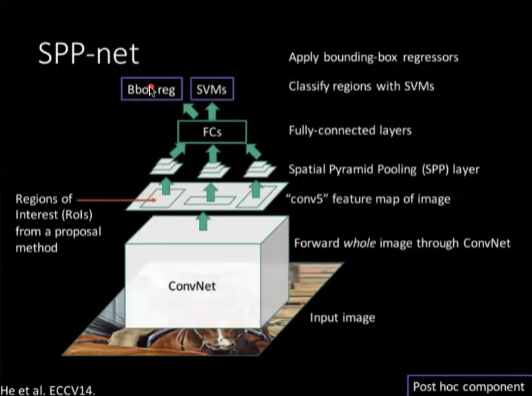 SPP-net
Apply bounding-box regressors
Bbox reg
SVMs
Classify regions with SVMs
FCs
Fully-connected layers
Spatial Pyramid Pooling (SPP) layer
Regions of
Interest (RoIs)
from a proposal
method
"conv5" feature map of image
Forward whole image through ConvNet
ConvNet
Input image
He et al. ECCV14.
Post hoc component